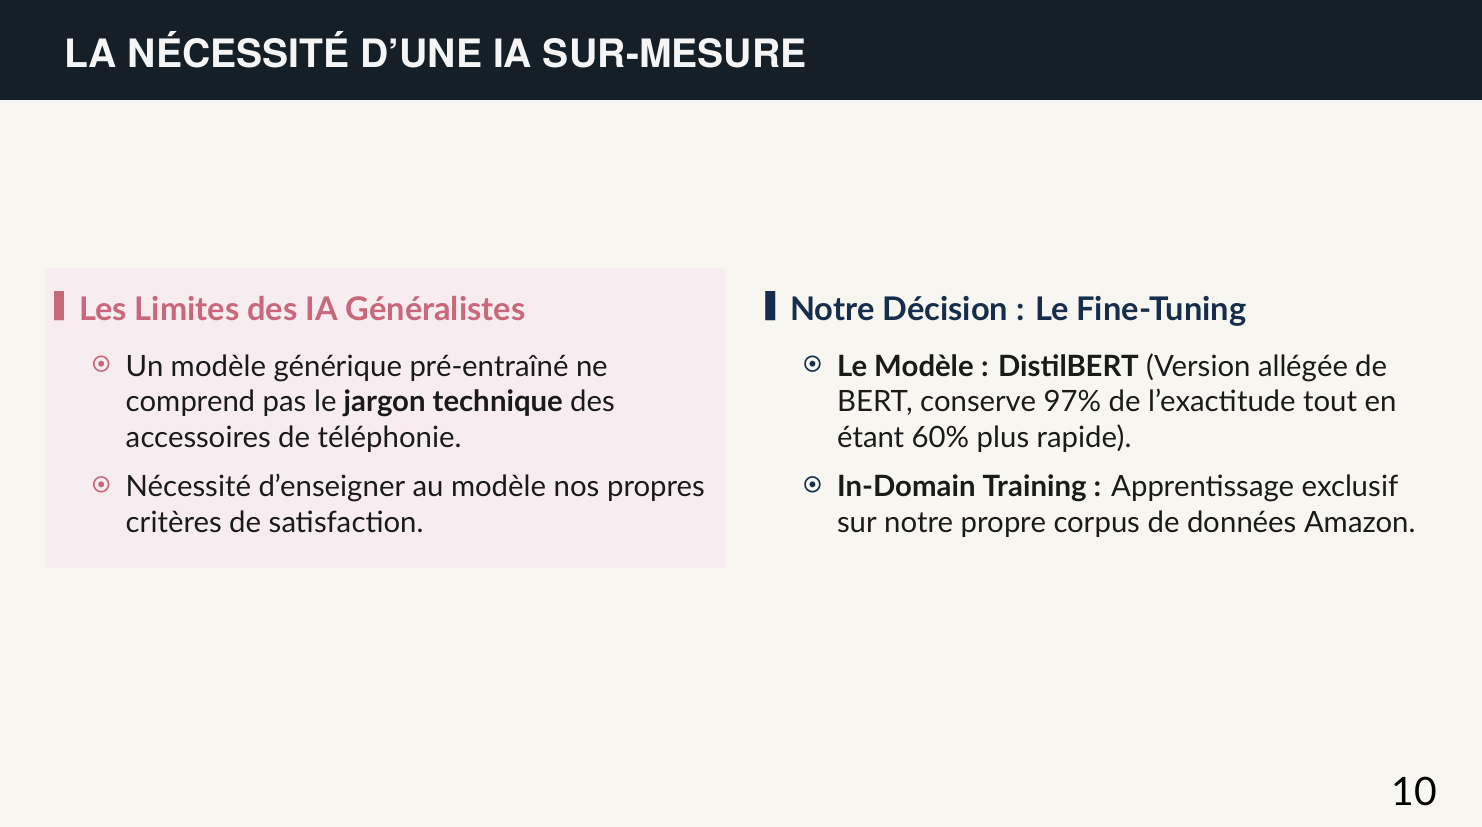 LA NÉCESSITÉ D’UNE IA SUR-MESURE
Les Limites des IA Généralistes
Un modèle générique pré-entraîné ne
comprend pas le jargon technique des
accessoires de téléphonie.
Nécessité d’enseigner au modèle nos propres
critères de satisfaction.
Notre Décision : Le Fine-Tuning
Le Modèle : DistilBERT (Version allégée de
BERT, conserve 97% de l’exactitude tout en
étant 60% plus rapide).
In-Domain Training : Apprentissage exclusif
sur notre propre corpus de données Amazon.
10